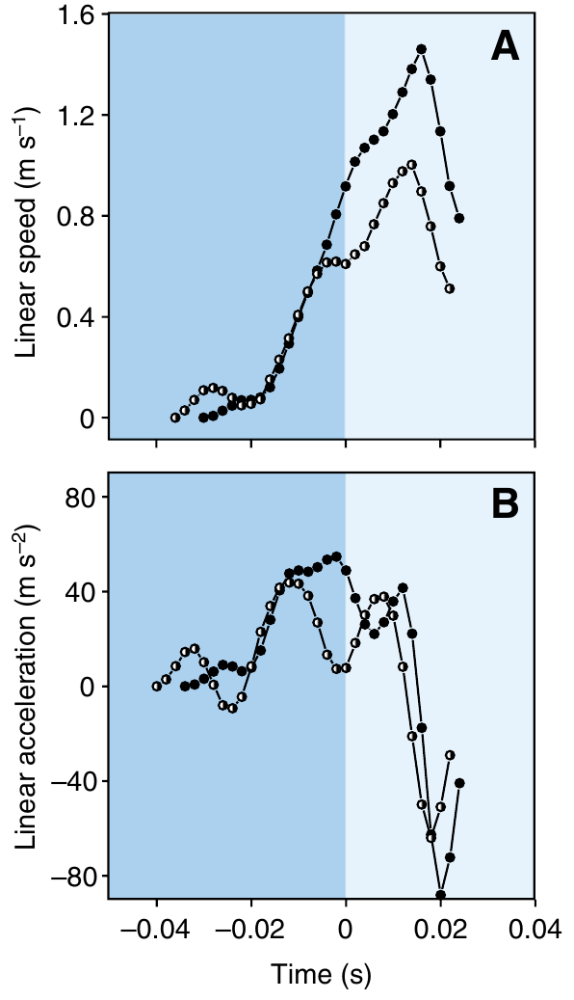 A
Linear speed (m s–1)
1.6
1.2
0.8
0.4
0
B
Linear acceleration (m s–2)
80
40
0
–40
–80
–0.04 –0.02 0 0.02 0.04
Time (s)